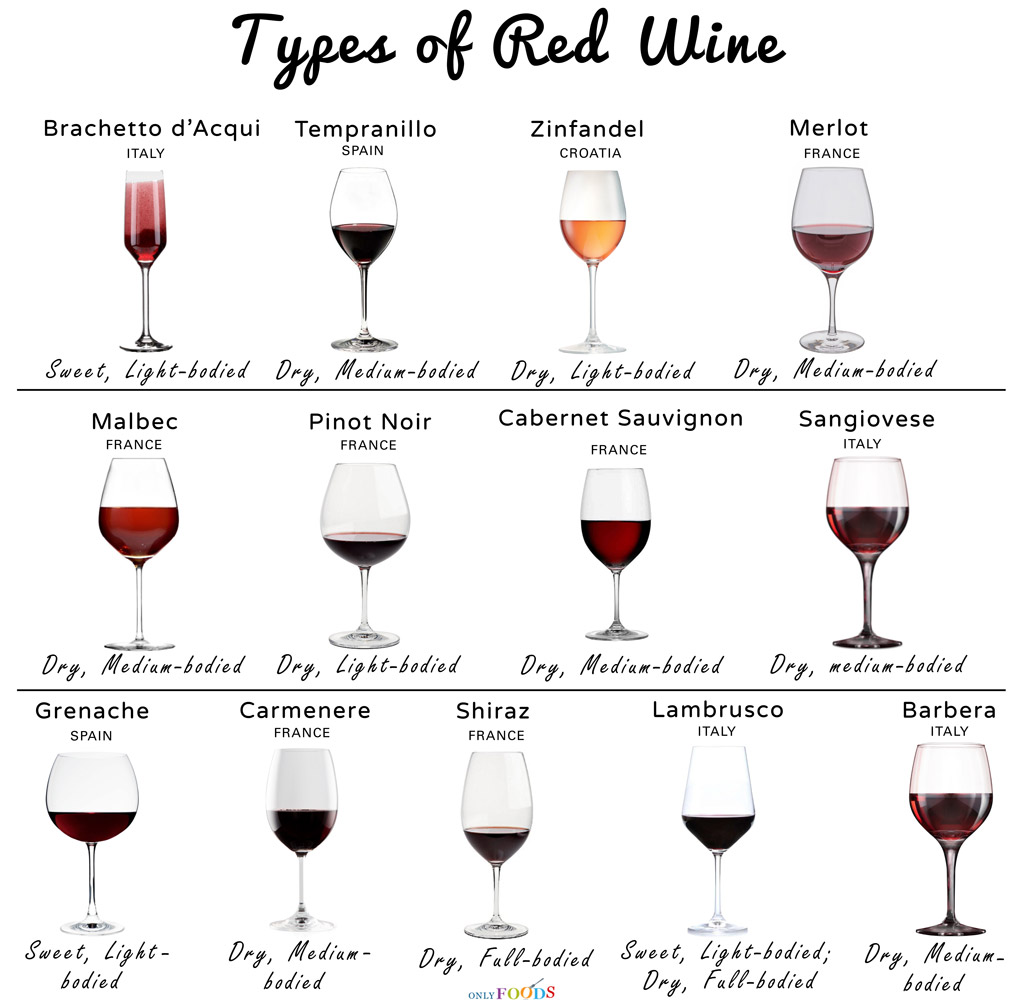 Types of Red Wine
Brachetto d'Acqui
ITALY
Sweet, Light-bodied
Tempranillo
SPAIN
Dry, Medium-bodied
Zinfandel
CROATIA
Dry, Light-bodied
Merlot
FRANCE
Dry, Medium-bodied
Malbec
FRANCE
Dry, Medium-bodied
Pinot Noir
FRANCE
Dry, Light-bodied
Cabernet Sauvignon
FRANCE
Dry, Medium-bodied
Sangiovese
ITALY
Dry, medium-bodied
Grenache
SPAIN
Sweet, Light-
bodied
Carmenere
FRANCE
Dry, Medium-
bodied
Shiraz
FRANCE
Dry, Full-bodied
Lambrusco
ITALY
Sweet, Light-bodied;
Dry, Full-bodied
Barbera
ITALY
Dry, Medium-
bodied
ONLY FOODS